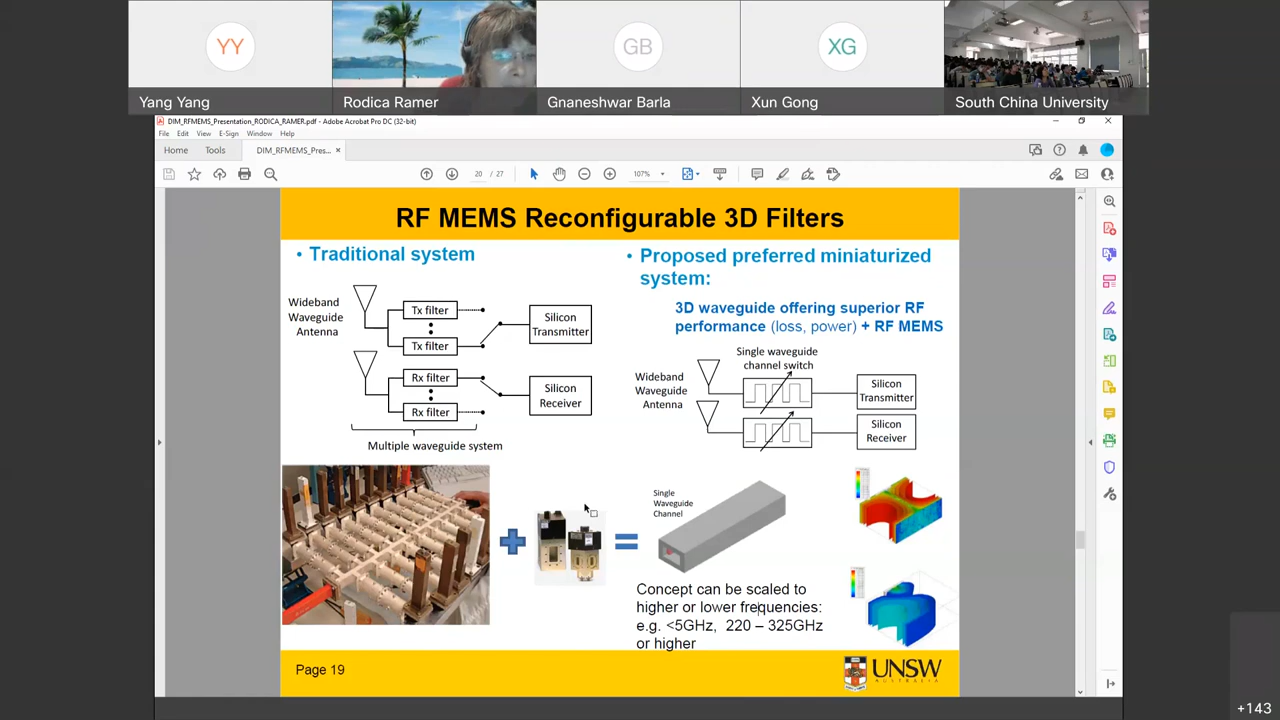 YY
GB
XG
Yang Yang
Rodica Ramer
Gnaneshwar Barla
Xun Gong
South China University
DIM_RFMEMS_Presentation_RODICA_RAMER.pdf - Adobe Acrobat Pro DC (32-bit)
File Edit View E-Sign Window Help
Home Tools DIM_RFMEMS_Pres... ×
20 / 27 107%
RF MEMS Reconfigurable 3D Filters
• Traditional system
Wideband
Waveguide
Antenna
Tx filter
Tx filter
Silicon
Transmitter
Rx filter
Rx filter
Silicon
Receiver
Multiple waveguide system
• Proposed preferred miniaturized
system:
3D waveguide offering superior RF
performance (loss, power) + RF MEMS
Single waveguide
channel switch
Wideband
Waveguide
Antenna
Silicon
Transmitter
Silicon
Receiver
Single
Waveguide
Channel
Concept can be scaled to
higher or lower frequencies:
e.g. <5GHz, 220 – 325GHz
or higher
Page 19
UNSW
AUSTRALIA
+143